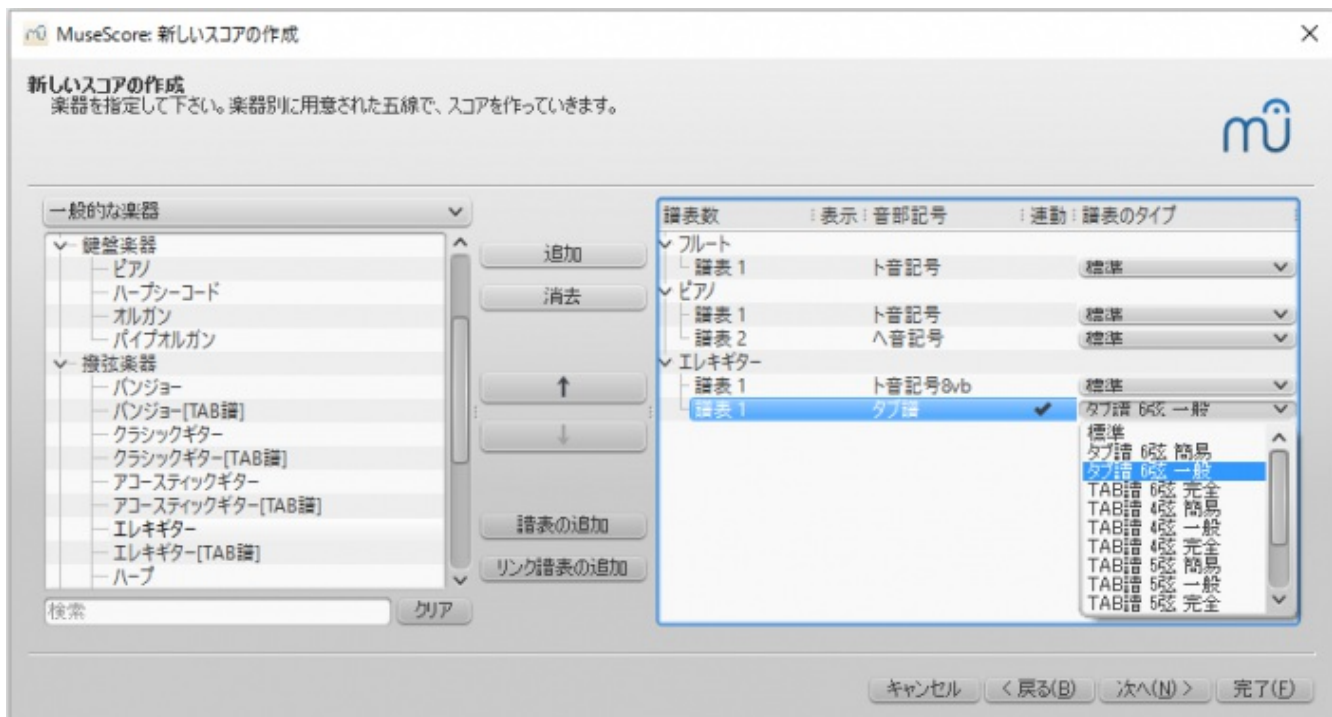 MuseScore: 新しいスコアの作成
新しいスコアの作成
楽器を指定して下さい。楽器別に用意された五線で、スコアを作っていきます。
mu
一般的な楽器
鍵盤楽器
ピアノ
ハープシーコード
オルガン
パイプオルガン
撥弦楽器
バンジョー
バンジョー[TAB譜]
クラシックギター
クラシックギター[TAB譜]
アコースティックギター
アコースティックギター[TAB譜]
エレキギター
エレキギター[TAB譜]
ハープ
検索 クリア
追加
消去
↑
↓
譜表の追加
リンク譜表の追加
譜表数 表示 音部記号 連動 譜表のタイプ
フルート
譜表 1 ト音記号 標準
ピアノ
譜表 1 ト音記号 標準
譜表 2 ヘ音記号 標準
エレキギター
譜表 1 ト音記号8vb 標準
譜表 1 タブ譜 ✔ タブ譜 6弦 一般
標準
タブ譜 6弦 簡易
タブ譜 6弦 一般
TAB譜 6弦 完全
TAB譜 4弦 簡易
TAB譜 4弦 一般
TAB譜 4弦 完全
TAB譜 5弦 簡易
TAB譜 5弦 一般
TAB譜 5弦 完全
キャンセル < 戻る(B) 次へ(N) > 完了(F)